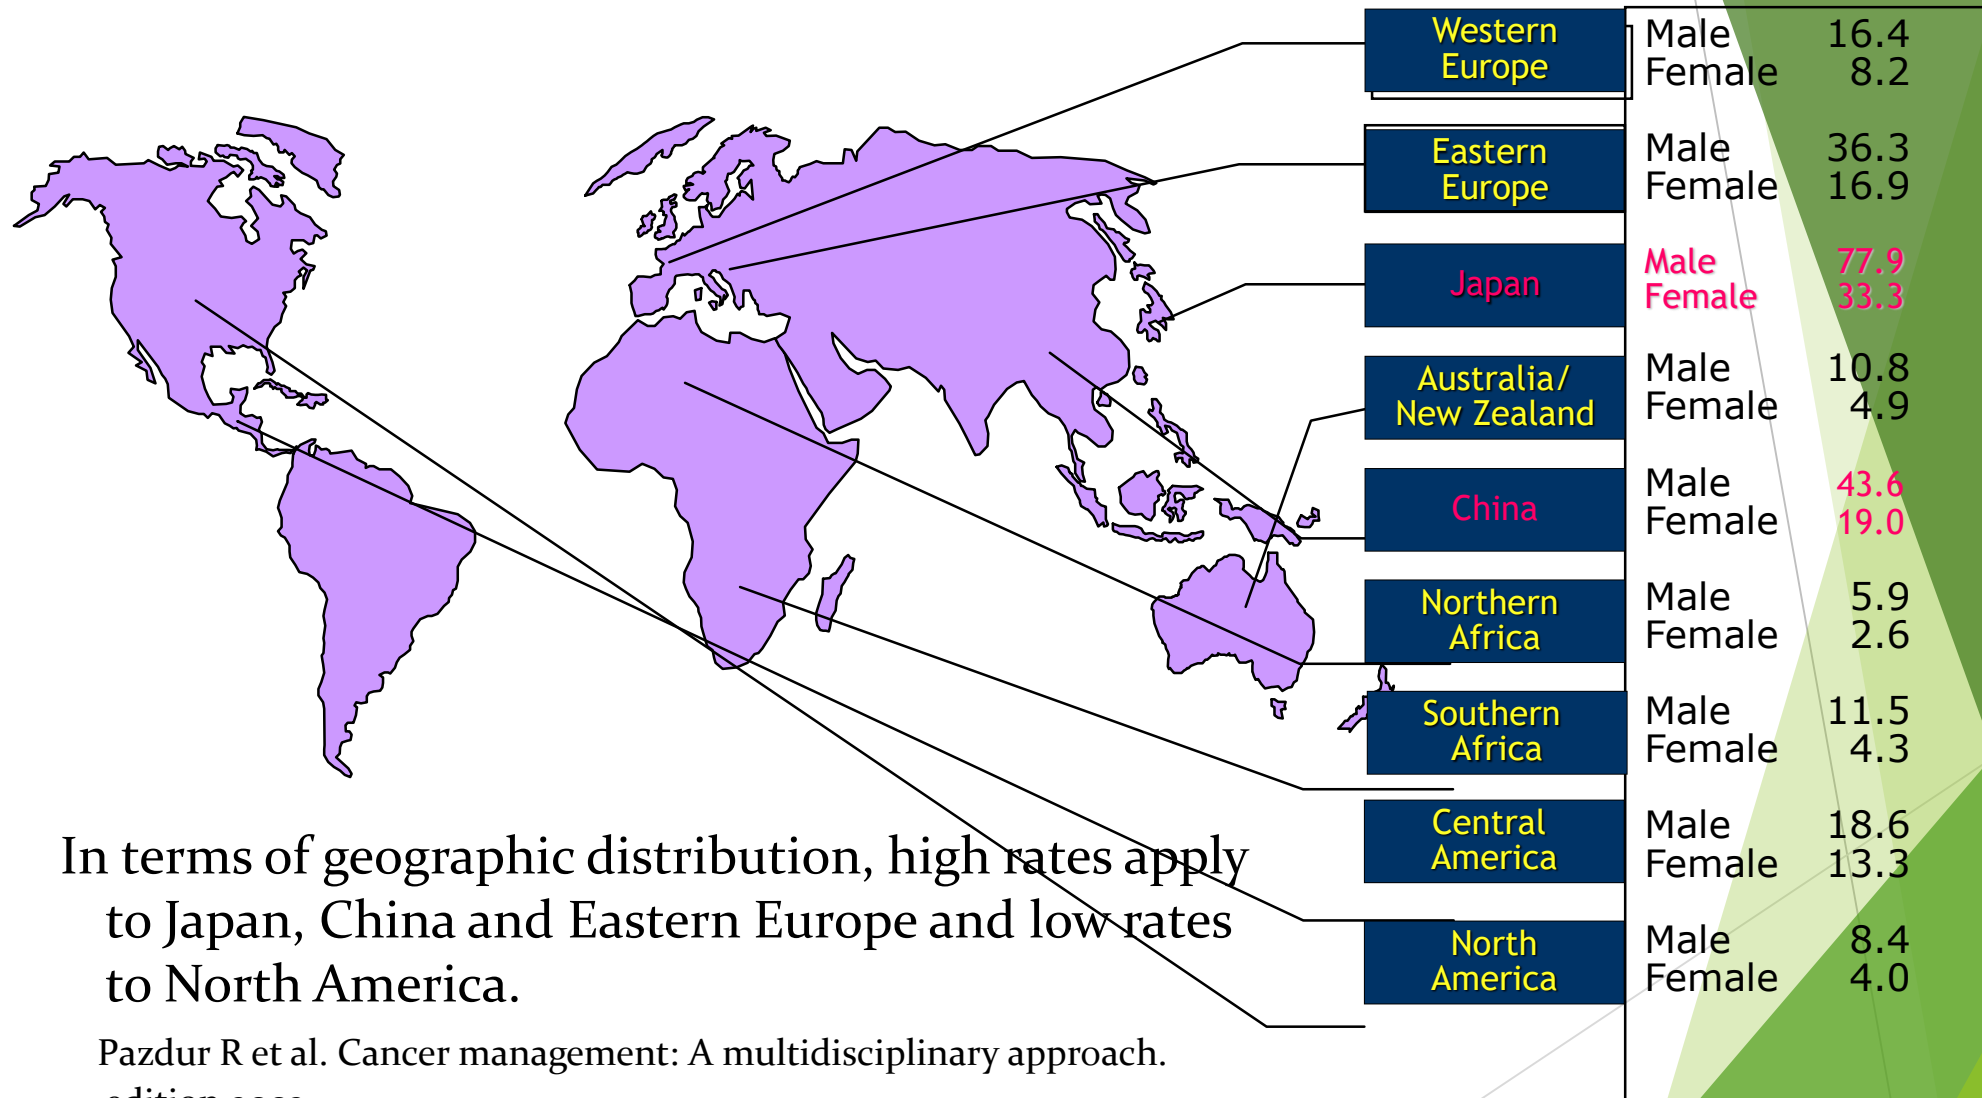 Western
Europe
Male 16.4
Female 8.2
Eastern
Europe
Male 36.3
Female 16.9
Japan
Male 77.9
Female 33.3
Australia/
New Zealand
Male 10.8
Female 4.9
China
Male 43.6
Female 19.0
Northern
Africa
Male 5.9
Female 2.6
Southern
Africa
Male 11.5
Female 4.3
Central
America
Male 18.6
Female 13.3
North
America
Male 8.4
Female 4.0
In terms of geographic distribution, high rates apply
to Japan, China and Eastern Europe and low rates
to North America.
Pazdur R et al. Cancer management: A multidisciplinary approach.
edition